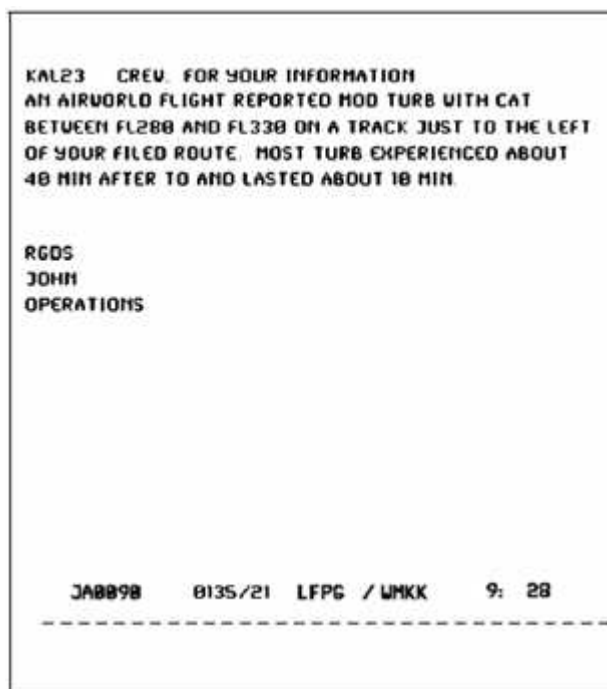 KAL23 CREW. FOR YOUR INFORMATION
AN AIRWORLD FLIGHT REPORTED MOD TURB WITH CAT
BETWEEN FL280 AND FL330 ON A TRACK JUST TO THE LEFT
OF YOUR FILED ROUTE. MOST TURB EXPERIENCED ABOUT
40 MIN AFTER TO AND LASTED ABOUT 10 MIN.
RGDS
JOHN
OPERATIONS
JA0090 0135/21 LFPG / WMKK 9: 28